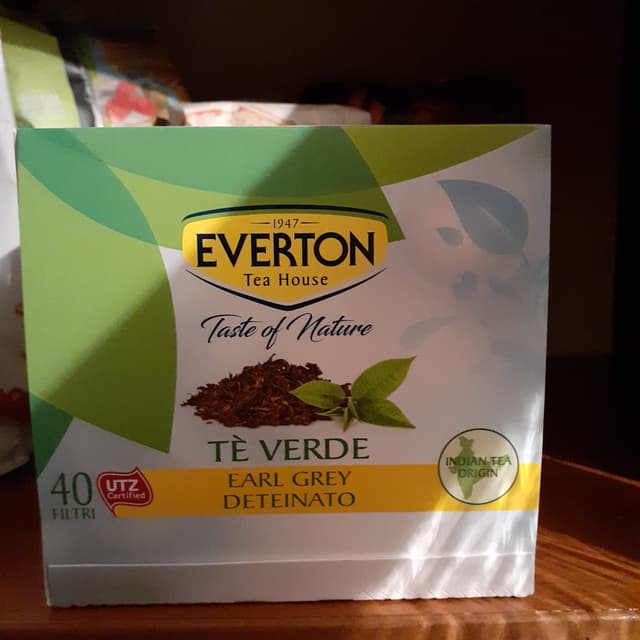 1947
EVERTON
Tea House
Taste of Nature
TÈ VERDE
EARL GREY
DETEINATO
40
FILTRI
UTZ
Certified
INDIAN TEA
ORIGIN